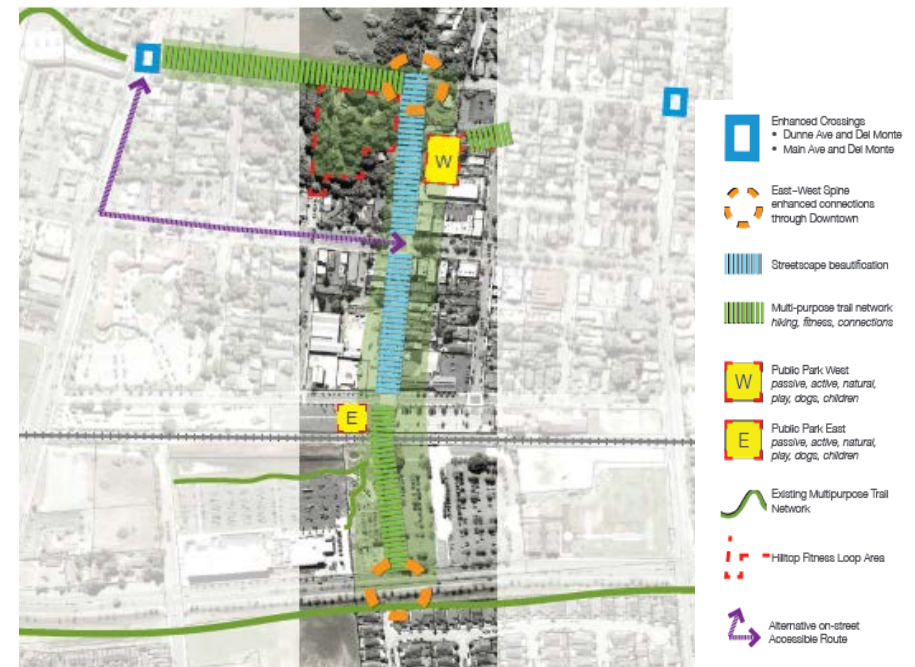 W
E
Enhanced Crossings
• Dunne Ave and Del Monte
• Main Ave and Del Monte
East-West Spine
enhanced connections
through Downtown
Streetscape beautification
Multi-purpose trail network
hiking, fitness, connections
W
Public Park West
passive, active, natural,
play, dogs, children
E
Public Park East
passive, active, natural,
play, dogs, children
Existing Multipurpose Trail
Network
Hilltop Fitness Loop Area
Alternative on-street
Accessible Route